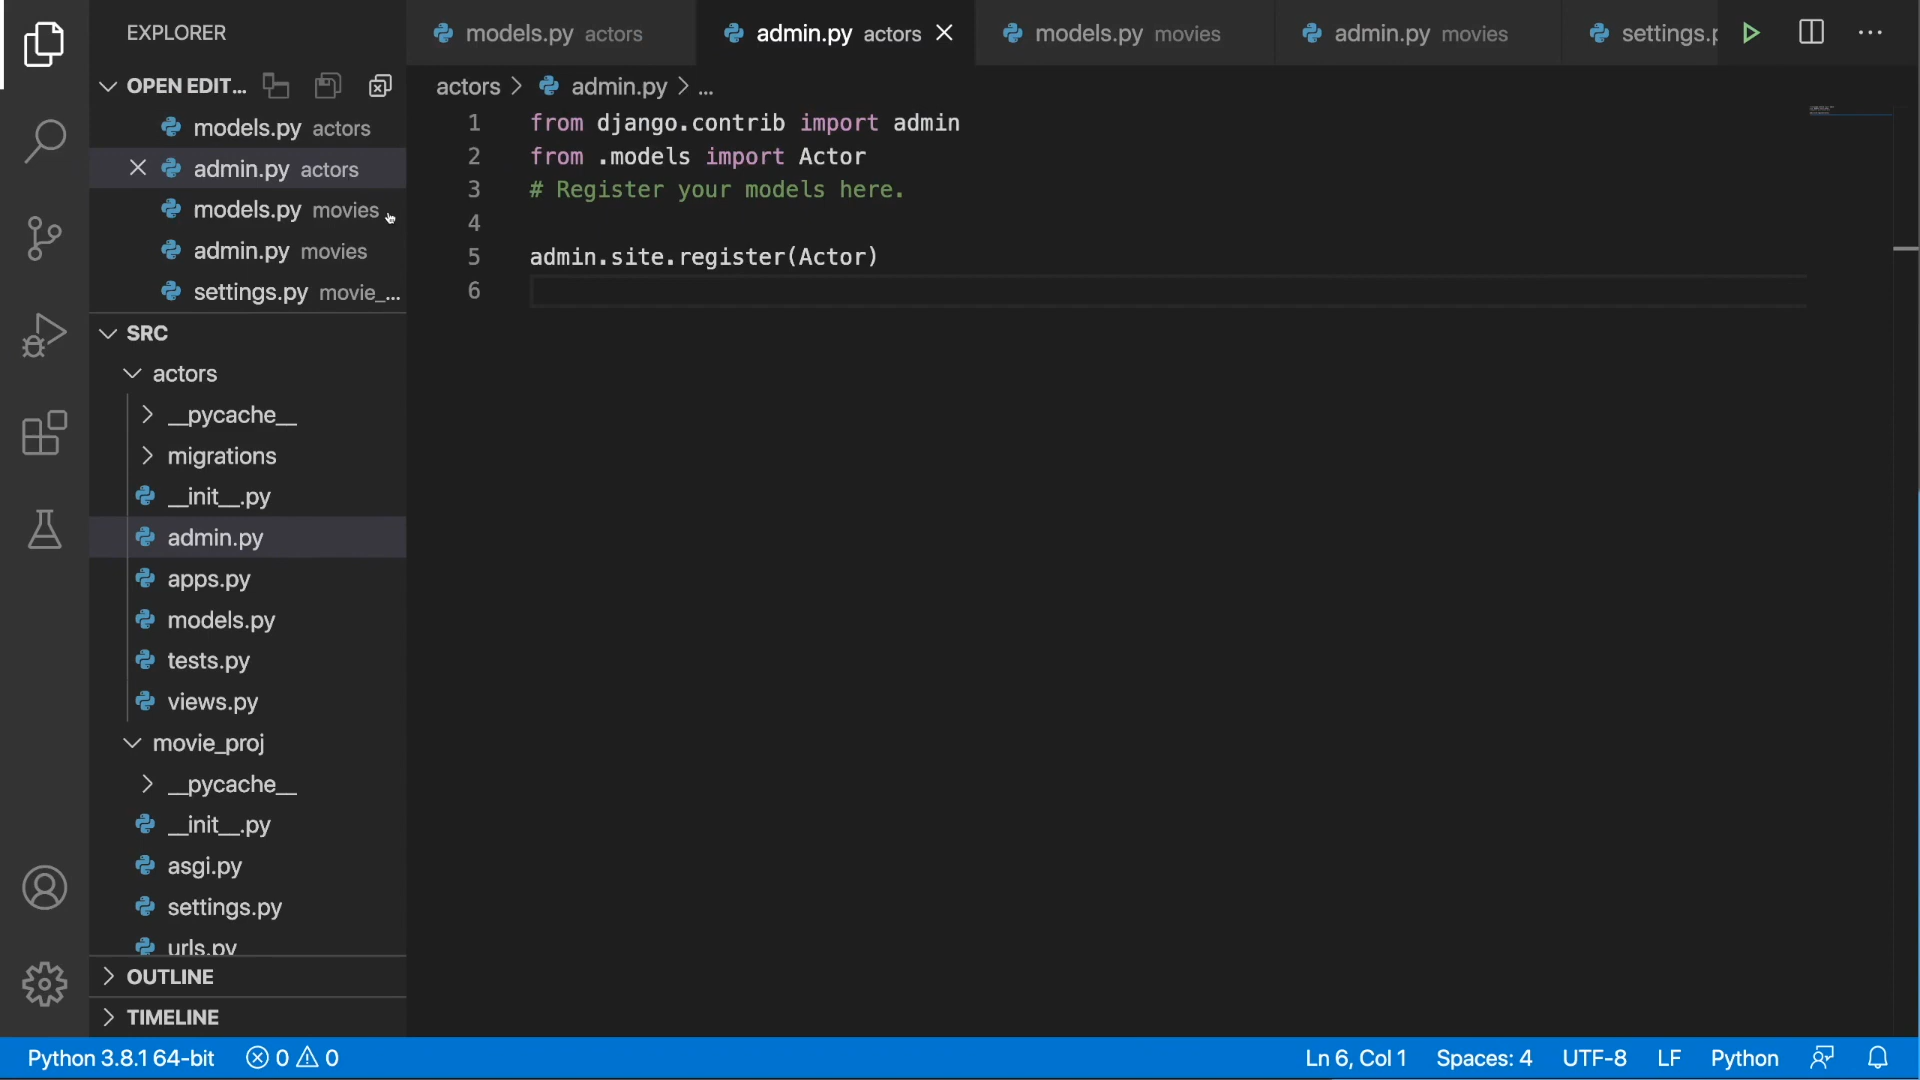 EXPLORER
OPEN EDIT...
models.py actors
admin.py actors
models.py movies
admin.py movies
settings.py movie_...
SRC
actors
__pycache__
migrations
__init__.py
admin.py
apps.py
models.py
tests.py
views.py
movie_proj
__pycache__
__init__.py
asgi.py
settings.py
urls.py
OUTLINE
TIMELINE
models.py actors
admin.py actors
models.py movies
admin.py movies
settings.p
actors > admin.py > ...
1 from django.contrib import admin
2 from .models import Actor
3 # Register your models here.
4
5 admin.site.register(Actor)
6
Python 3.8.1 64-bit
0 0
Ln 6, Col 1
Spaces: 4
UTF-8
LF
Python